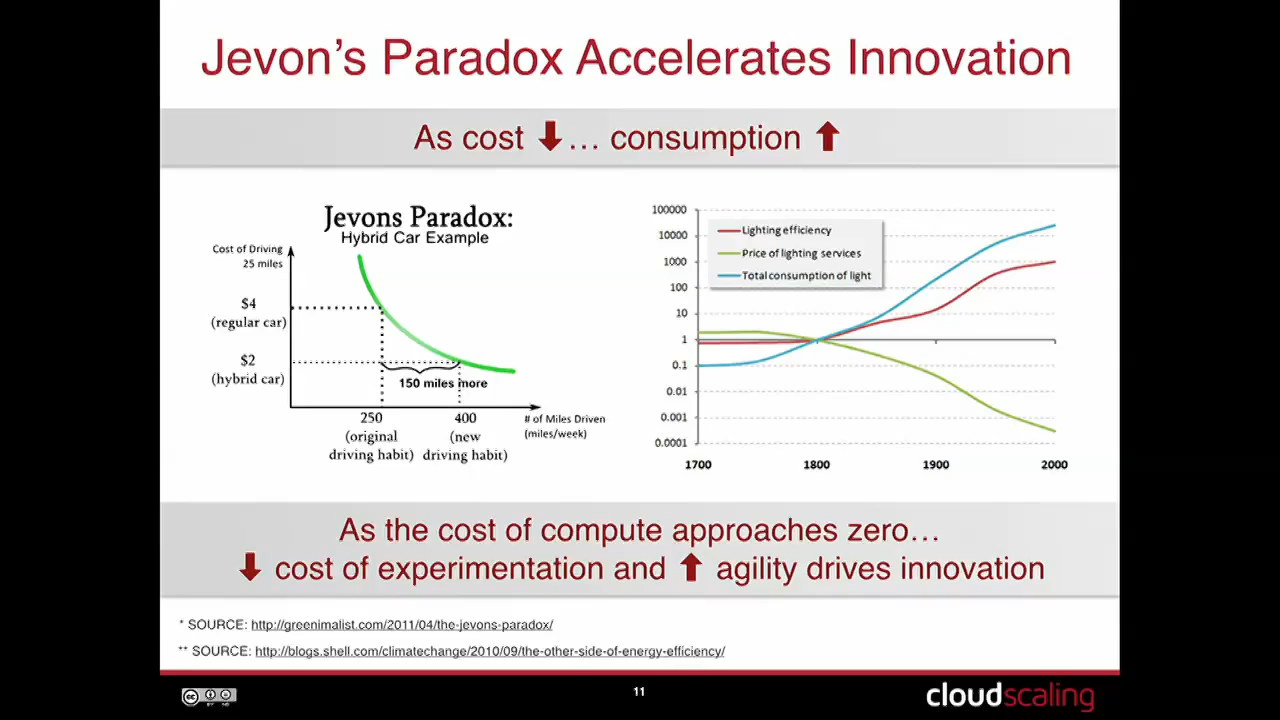 Jevon's Paradox Accelerates Innovation
As cost ⬇… consumption ⬆
Jevons Paradox:
Hybrid Car Example
Cost of Driving
25 miles
$4
(regular car)
$2
(hybrid car)
150 miles more
250
(original
driving habit)
400
(new
driving habit)
# of Miles Driven
(miles/week)
100000
10000
1000
100
10
1
0.1
0.01
0.001
0.0001
Lighting efficiency
Price of lighting services
Total consumption of light
1700
1800
1900
2000
As the cost of compute approaches zero…
⬇ cost of experimentation and ⬆ agility drives innovation
* SOURCE: http://greenimalist.com/2011/04/the-jevons-paradox/
** SOURCE: http://blogs.shell.com/climatechange/2010/09/the-other-side-of-energy-efficiency/
cc
BY ND
11
cloudscaling